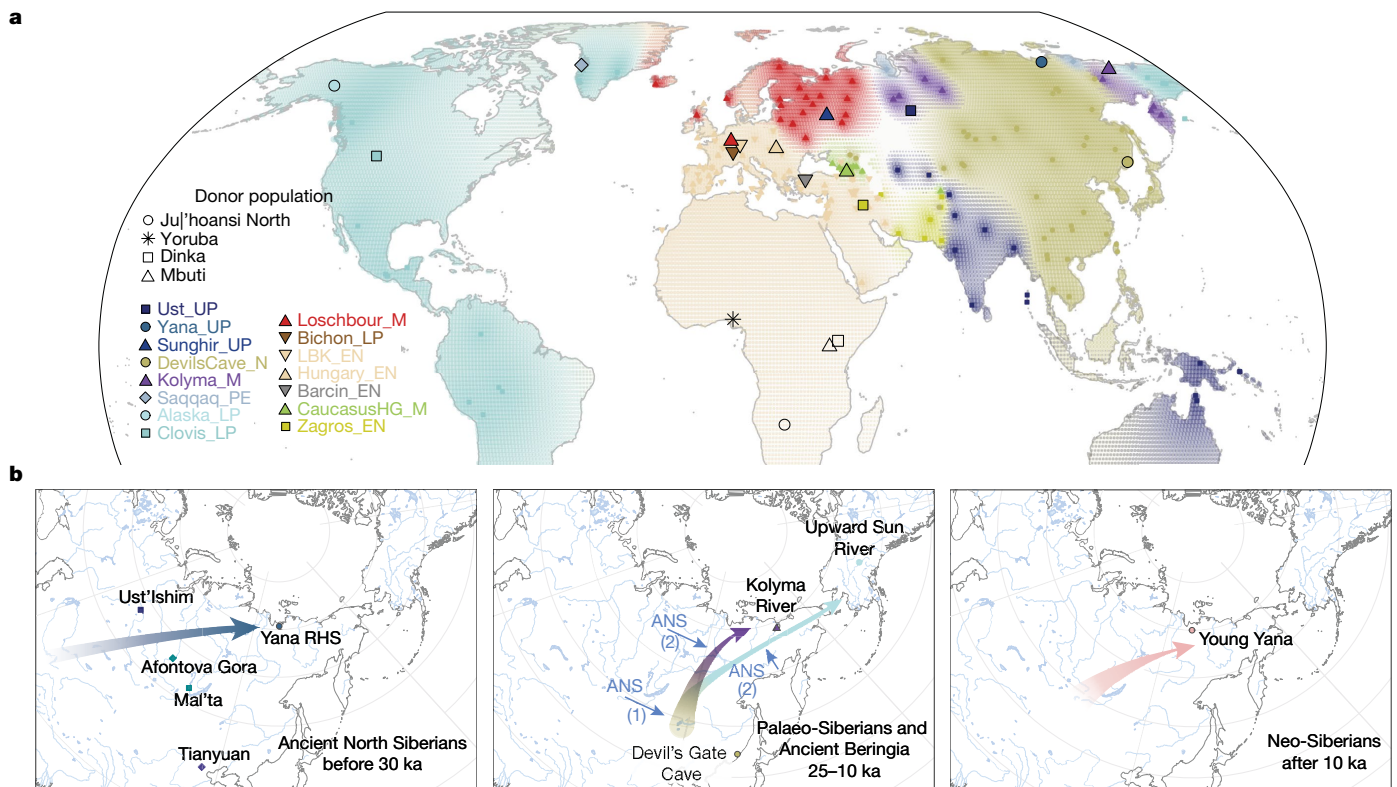 a
Donor population
Ju|'hoansi North
Yoruba
Dinka
Mbuti
Ust_UP
Yana_UP
Sunghir_UP
DevilsCave_N
Kolyma_M
Saqqaq_PE
Alaska_LP
Clovis_LP
Loschbour_M
Bichon_LP
LBK_EN
Hungary_EN
Barcin_EN
CaucasusHG_M
Zagros_EN
b
Ust'Ishim
Yana RHS
Afontova Gora
Mal'ta
Tianyuan
Ancient North Siberians
before 30 ka
Upward Sun
River
Kolyma
River
ANS
(2)
ANS
(2)
ANS
(1)
Devil's Gate
Cave
Palaeo-Siberians and
Ancient Beringia
25–10 ka
Young Yana
Neo-Siberians
after 10 ka